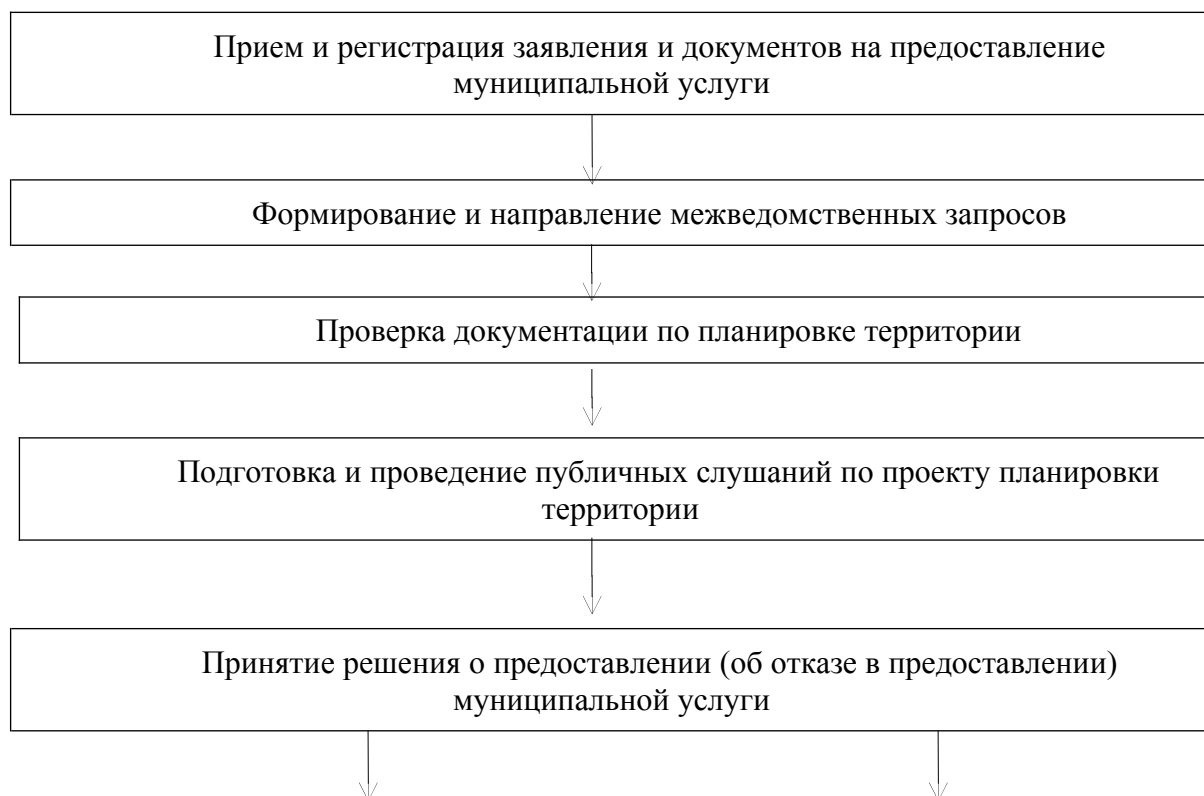 Прием и регистрация заявления и документов на предоставление
муниципальной услуги
Формирование и направление межведомственных запросов
Проверка документации по планировке территории
Подготовка и проведение публичных слушаний по проекту планировки
территории
Принятие решения о предоставлении (об отказе в предоставлении)
муниципальной услуги